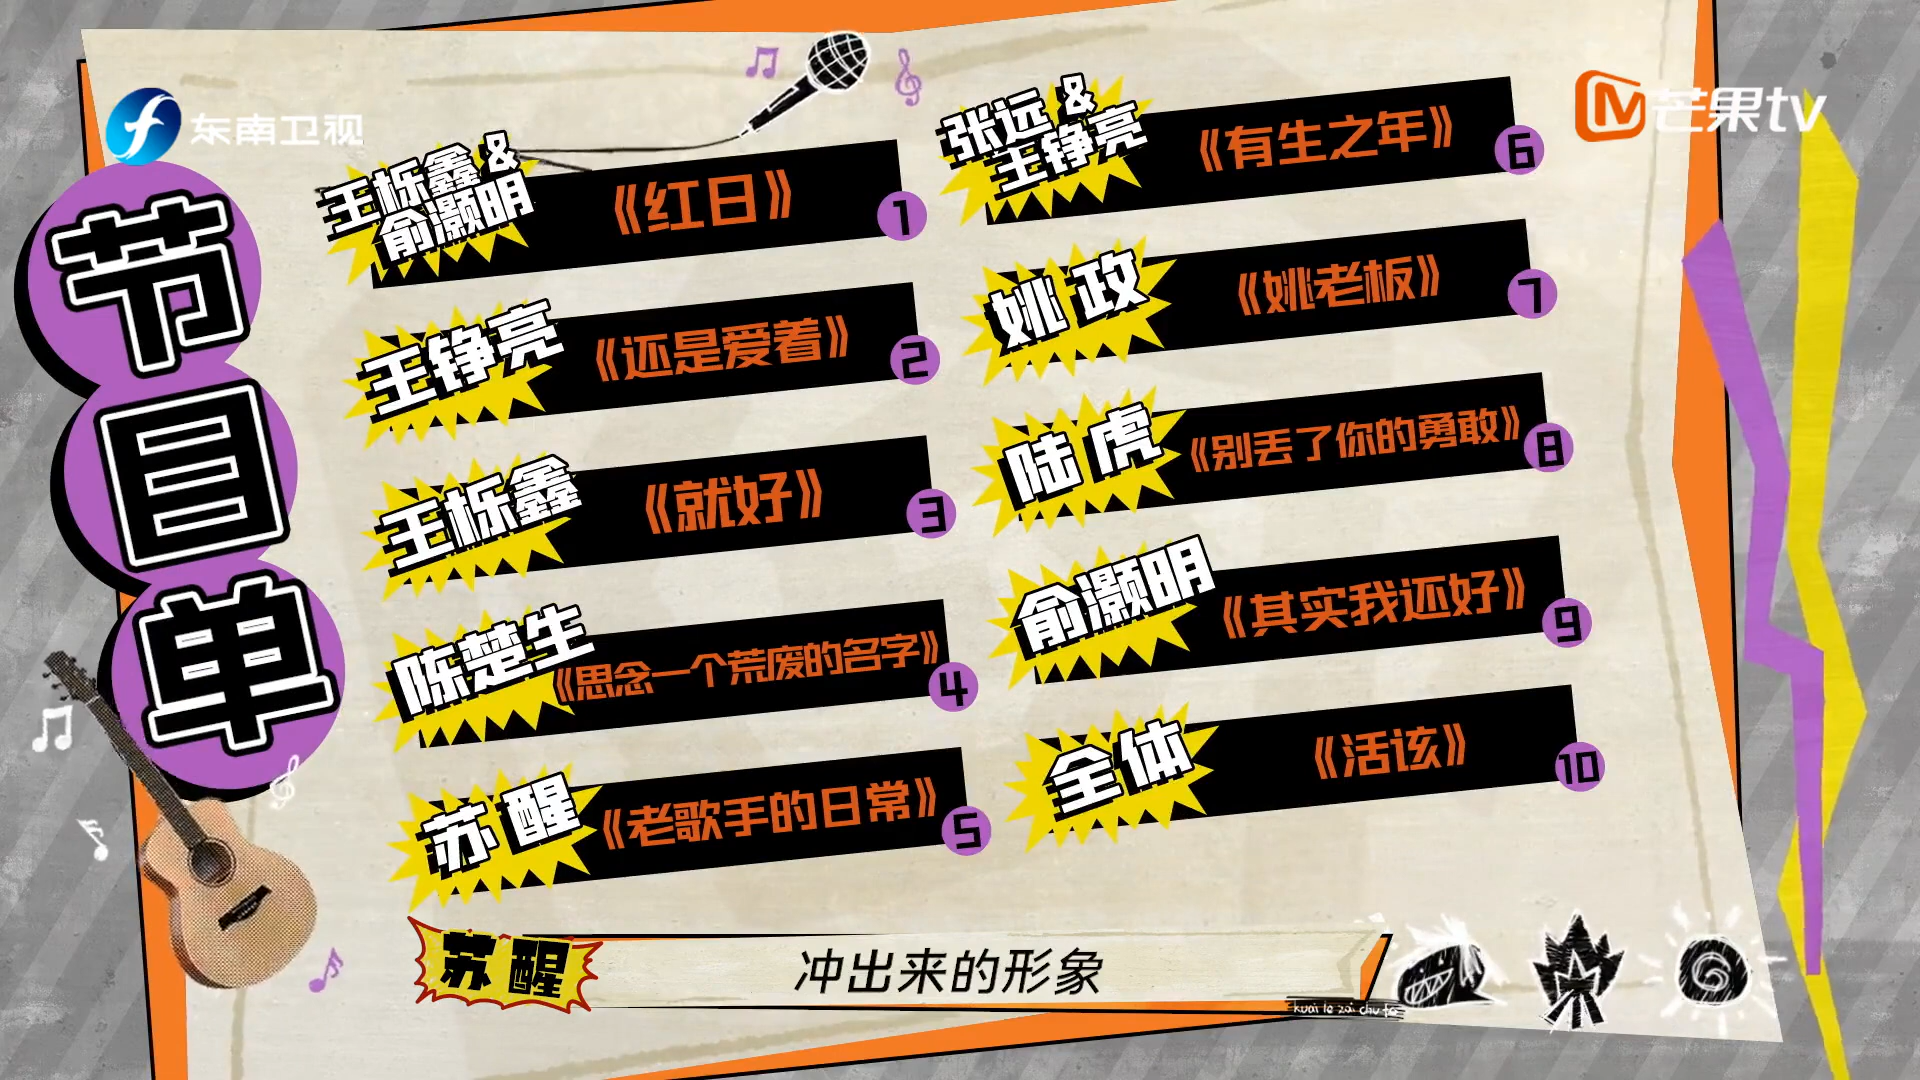 东南卫视
芒果tv
节目单
王栎鑫&
俞灏明
《红日》
1
王铮亮
《还是爱着》
2
王栎鑫
《就好》
3
陈楚生
《思念一个荒废的名字》
4
苏醒
《老歌手的日常》
5
张远&
王铮亮
《有生之年》
6
姚政
《姚老板》
7
陆虎
《别丢了你的勇敢》
8
俞灏明
《其实我还好》
9
全体
《活该》
10
苏醒
冲出来的形象
kuai le zai chu fa